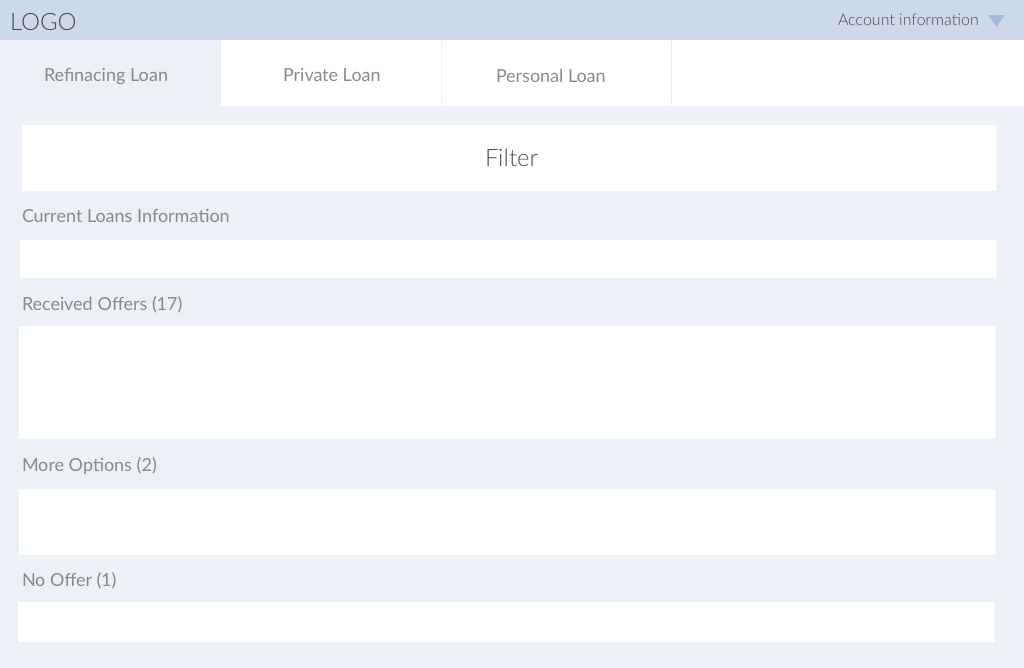 LOGO
Account information
Refinacing Loan
Private Loan
Personal Loan
Filter
Current Loans Information
Received Offers (17)
More Options (2)
No Offer (1)